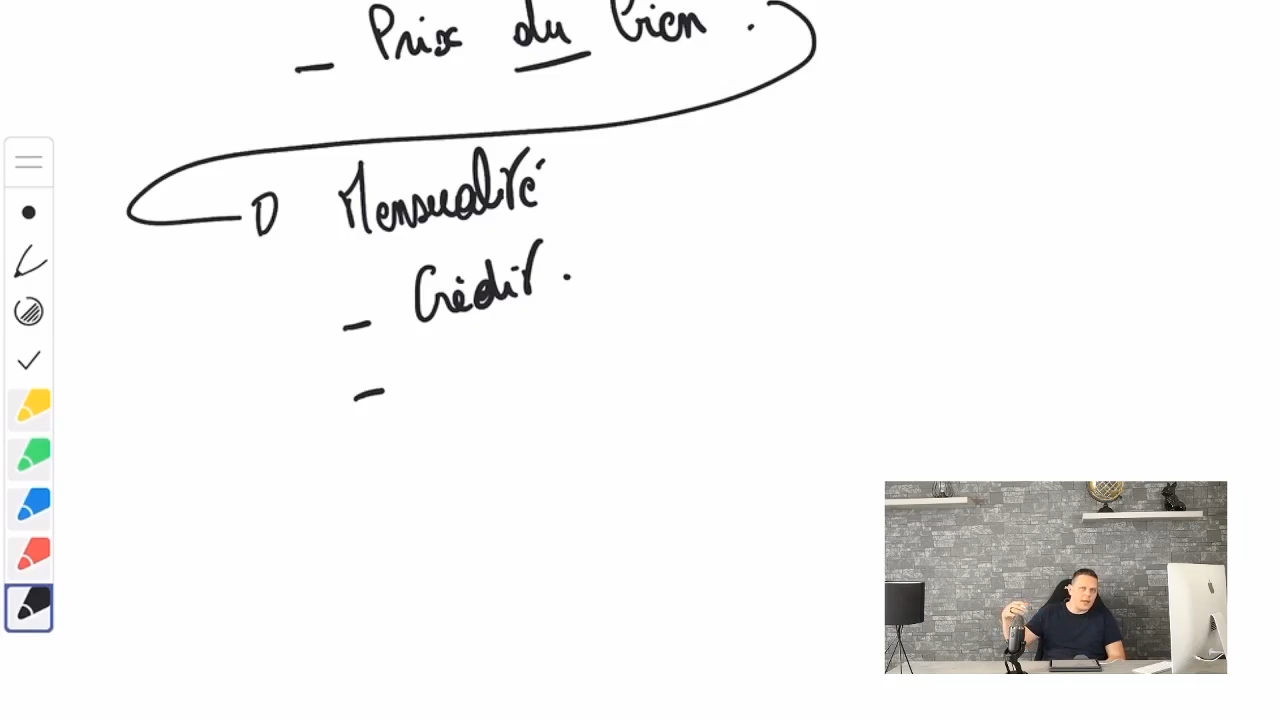 - Prix du bien.
Mensualité
- Crédit.
-